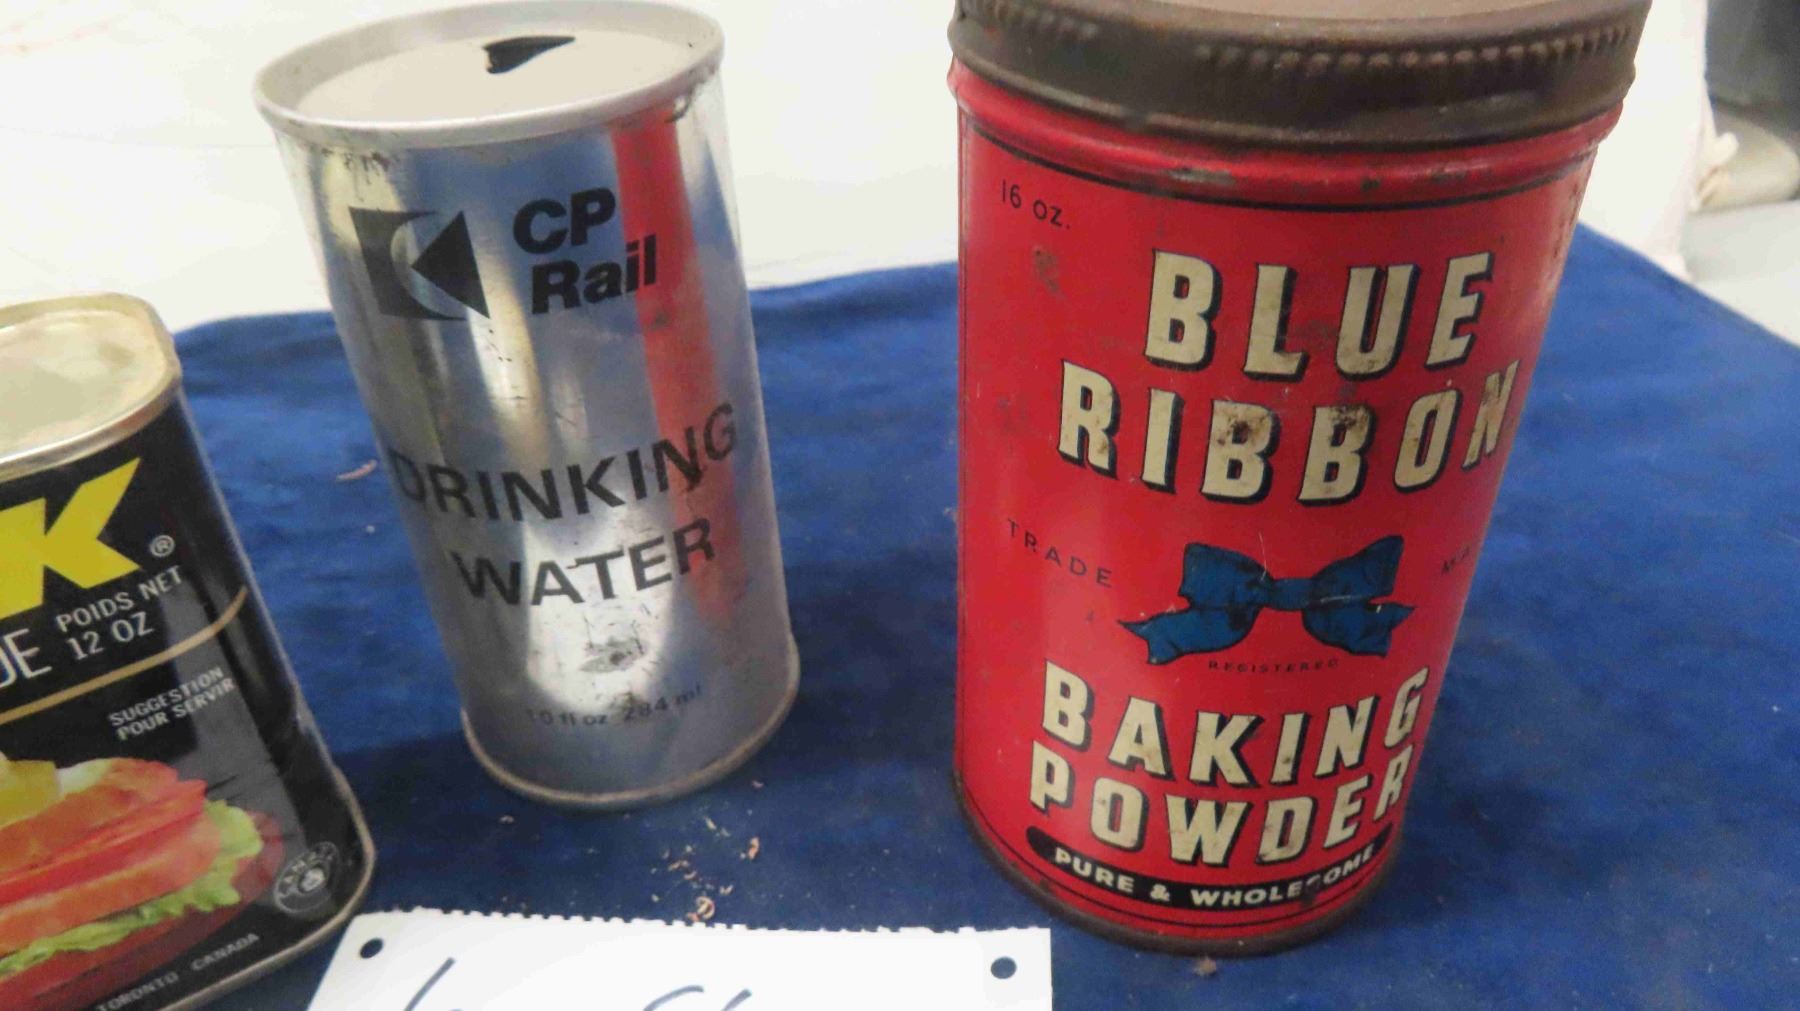 K®
POIDS NET
12 OZ
SUGGESTION
POUR SERVIR
TORONTO CANADA
CP
Rail
DRINKING
WATER
10 fl oz 284 ml
16 OZ.
BLUE
RIBBON
TRADE
REGISTERED
BAKING
POWDER
PURE & WHOLESOME